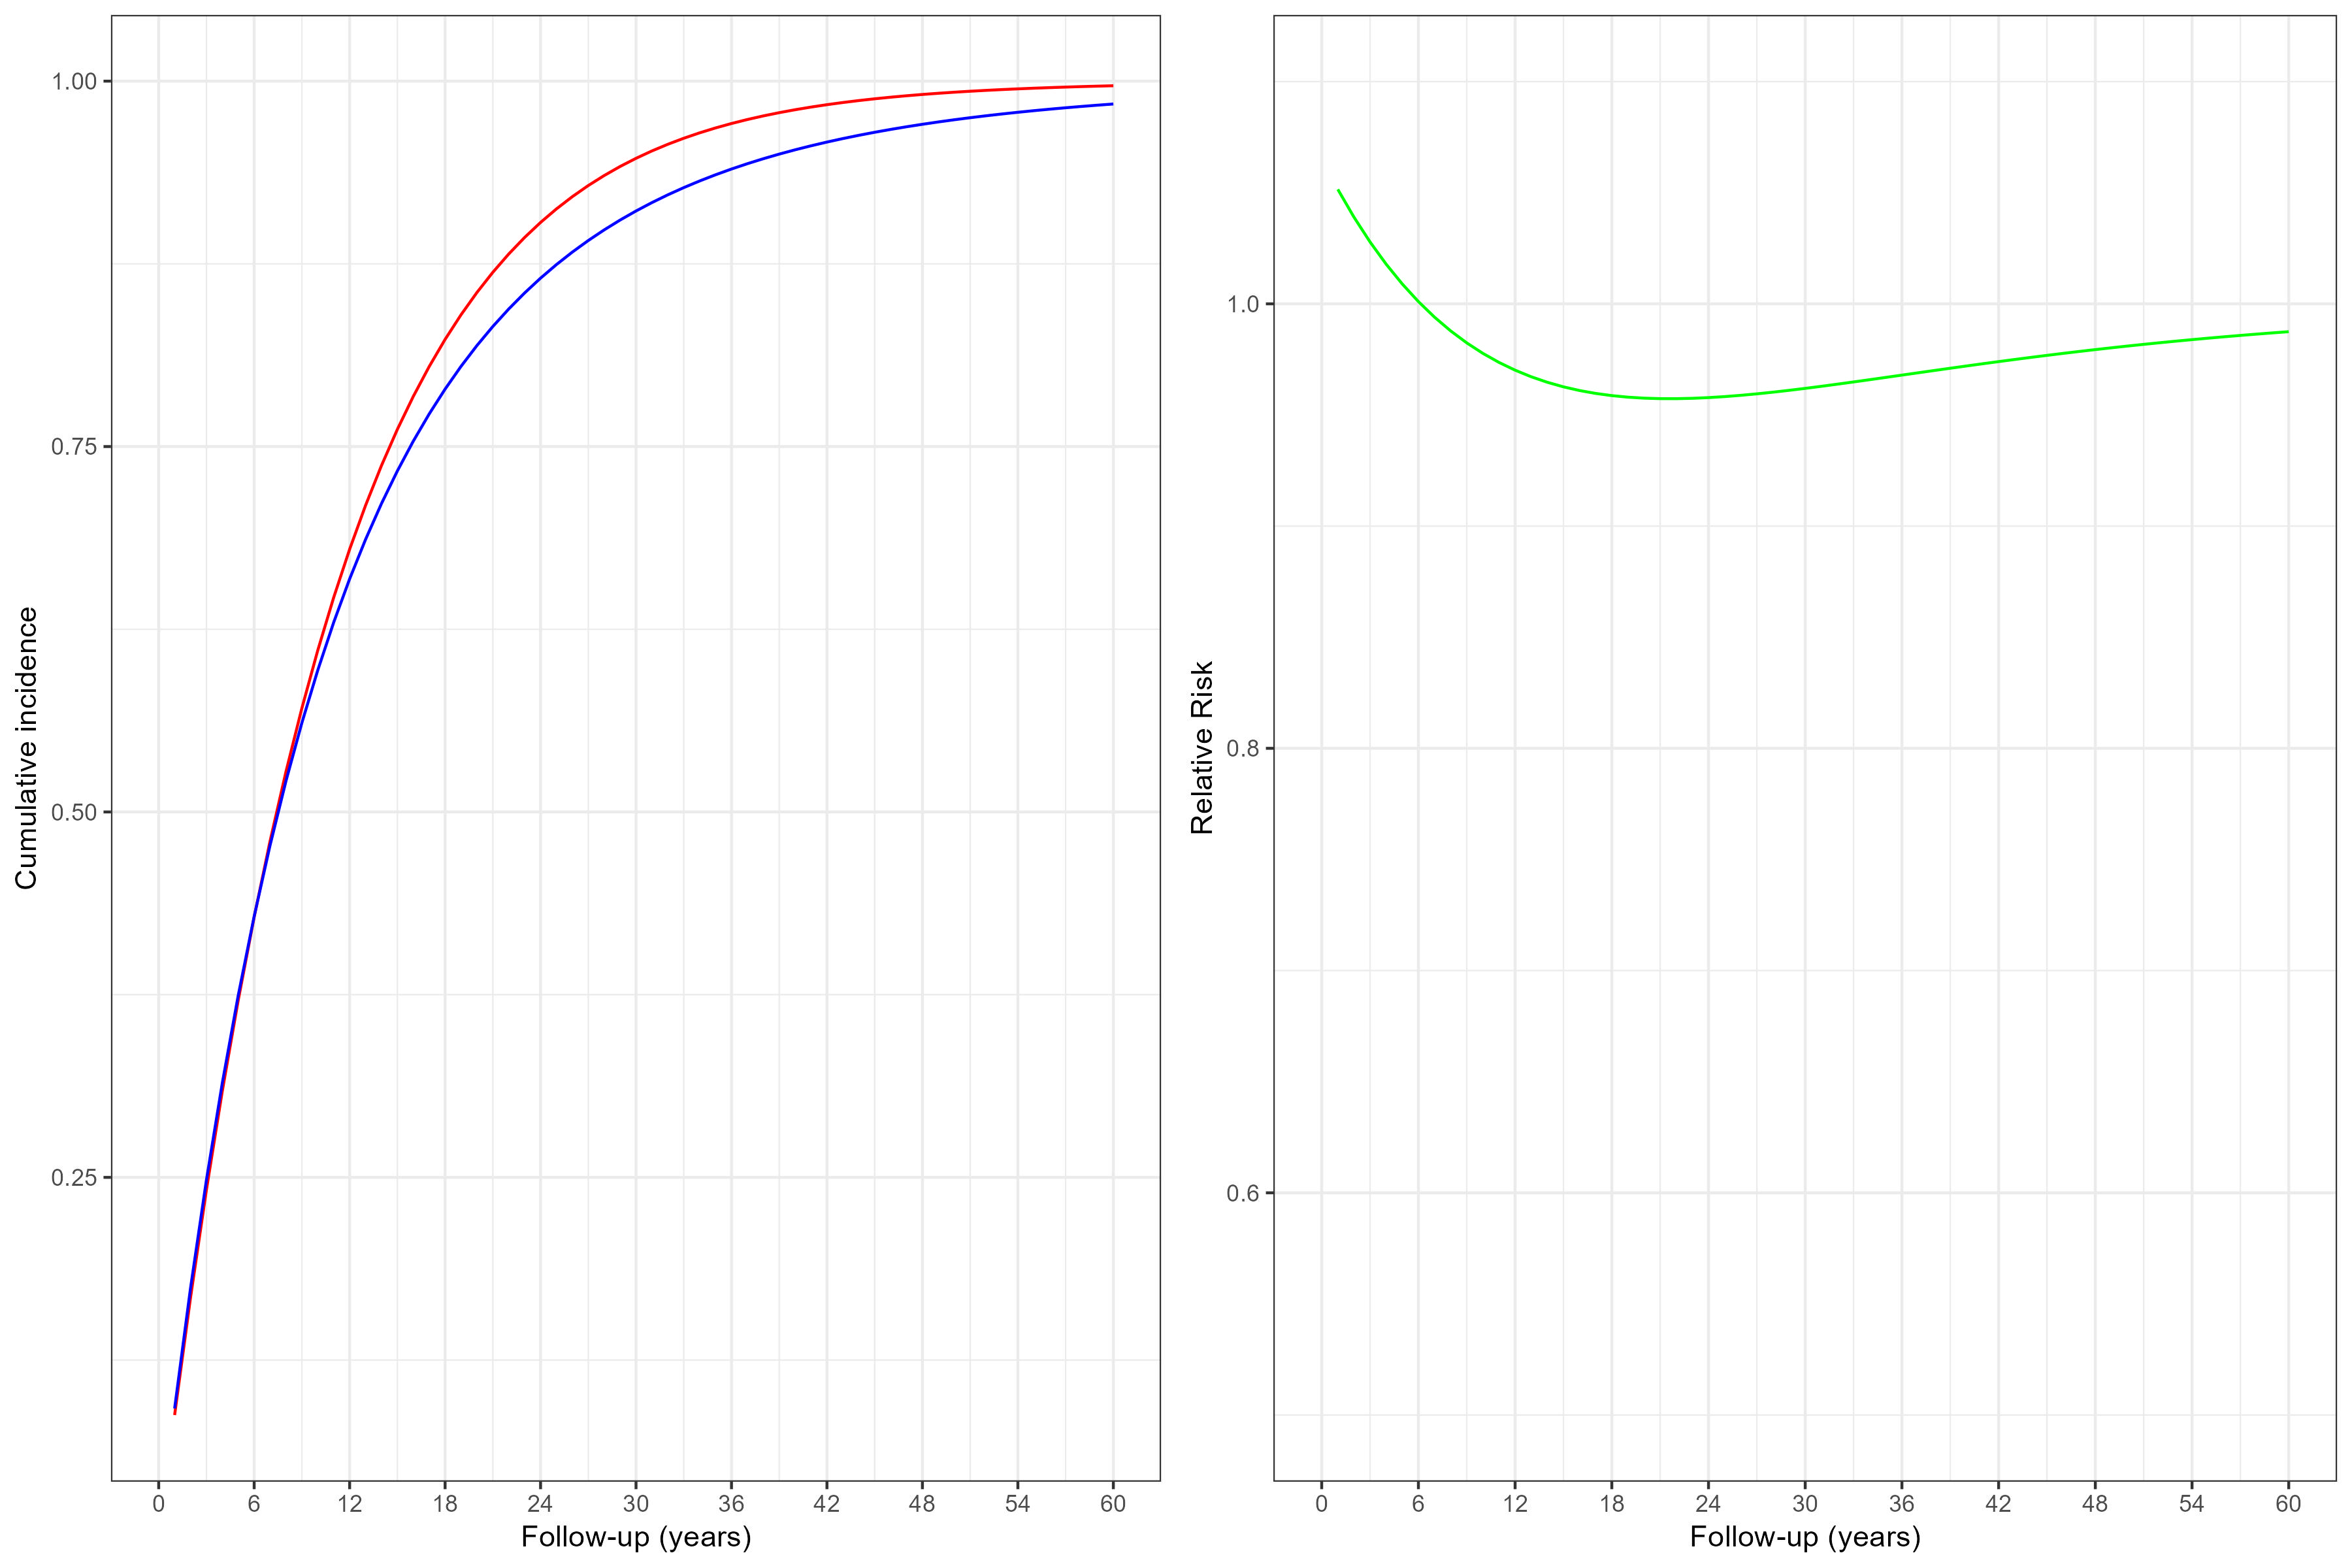 Cumulative incidence
1.00
0.75
0.50
0.25
0 6 12 18 24 30 36 42 48 54 60
Follow-up (years)
Relative Risk
1.0
0.8
0.6
0 6 12 18 24 30 36 42 48 54 60
Follow-up (years)